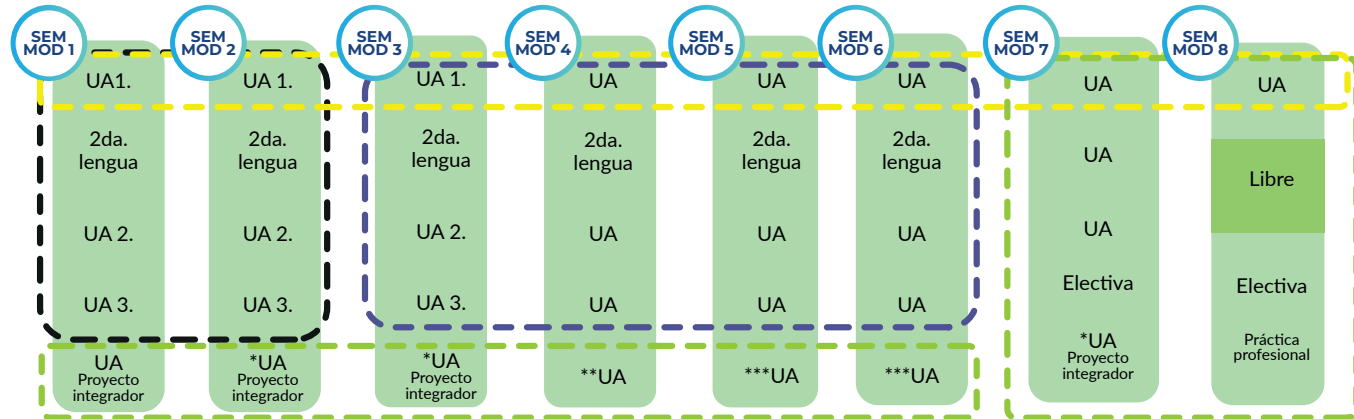 SEM
MOD 1
UA1.
2da.
lengua
UA 2.
UA 3.
UA
Proyecto
integrador
SEM
MOD 2
UA 1.
2da.
lengua
UA 2.
UA 3.
*UA
Proyecto
integrador
SEM
MOD 3
UA 1.
2da.
lengua
UA 2.
UA 3.
*UA
Proyecto
integrador
SEM
MOD 4
UA
2da.
lengua
UA
UA
**UA
SEM
MOD 5
UA
2da.
lengua
UA
UA
***UA
SEM
MOD 6
UA
2da.
lengua
UA
UA
***UA
SEM
MOD 7
UA
UA
UA
Electiva
*UA
Proyecto
integrador
SEM
MOD 8
UA
Libre
Electiva
Práctica
profesional